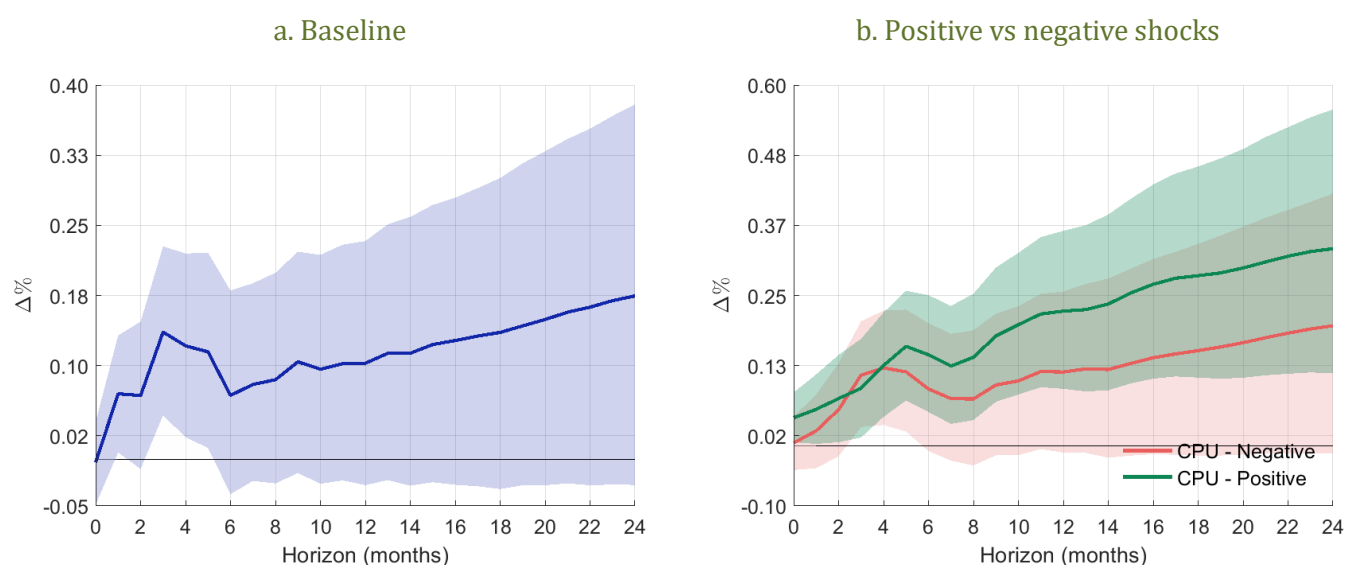 a. Baseline
0.40
0.33
0.25
0.18
0.10
0.02
-0.05
Δ%
0 2 4 6 8 10 12 14 16 18 20 22 24
Horizon (months)
b. Positive vs negative shocks
0.60
0.48
0.37
0.25
0.13
0.02
-0.10
Δ%
CPU - Negative
CPU - Positive
0 2 4 6 8 10 12 14 16 18 20 22 24
Horizon (months)